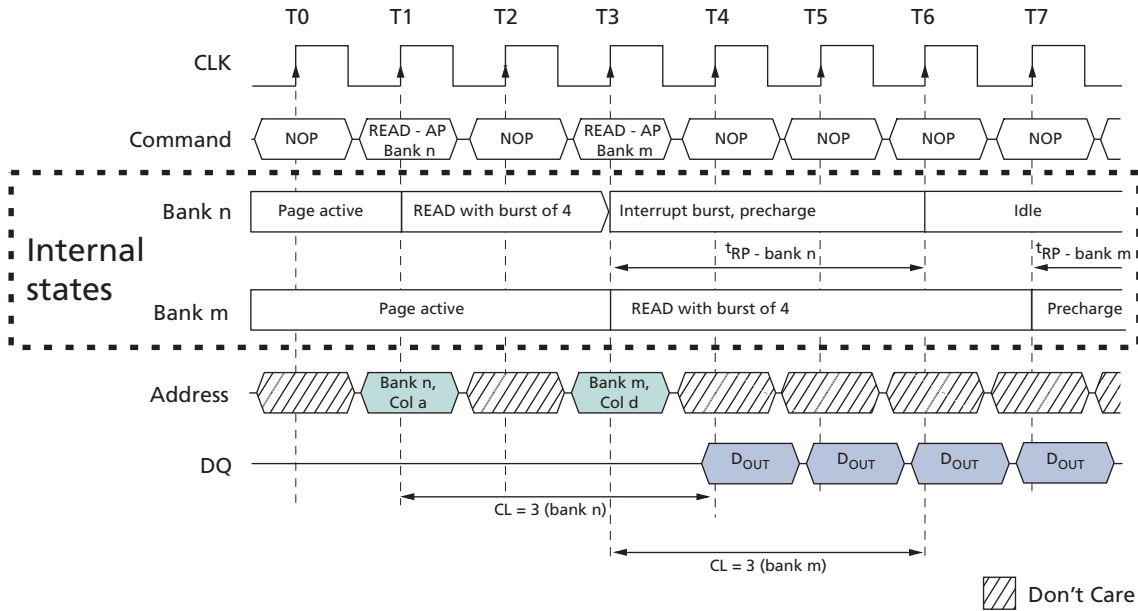 T0 T1 T2 T3 T4 T5 T6 T7
CLK
Command NOP READ - AP Bank n NOP READ - AP Bank m NOP NOP NOP NOP
Bank n Page active READ with burst of 4 Interrupt burst, precharge Idle
Internal states
tRP - bank n tRP - bank m
Bank m Page active READ with burst of 4 Precharge
Address Bank n, Col a Bank m, Col d
DQ DOUT DOUT DOUT DOUT
CL = 3 (bank n)
CL = 3 (bank m)
Don't Care